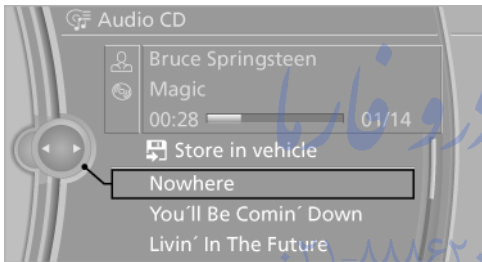 Audio CD
Bruce Springsteen
Magic
00:28 01/14
Store in vehicle
Nowhere
You´ll Be Comin´ Down
Livin´ In The Future